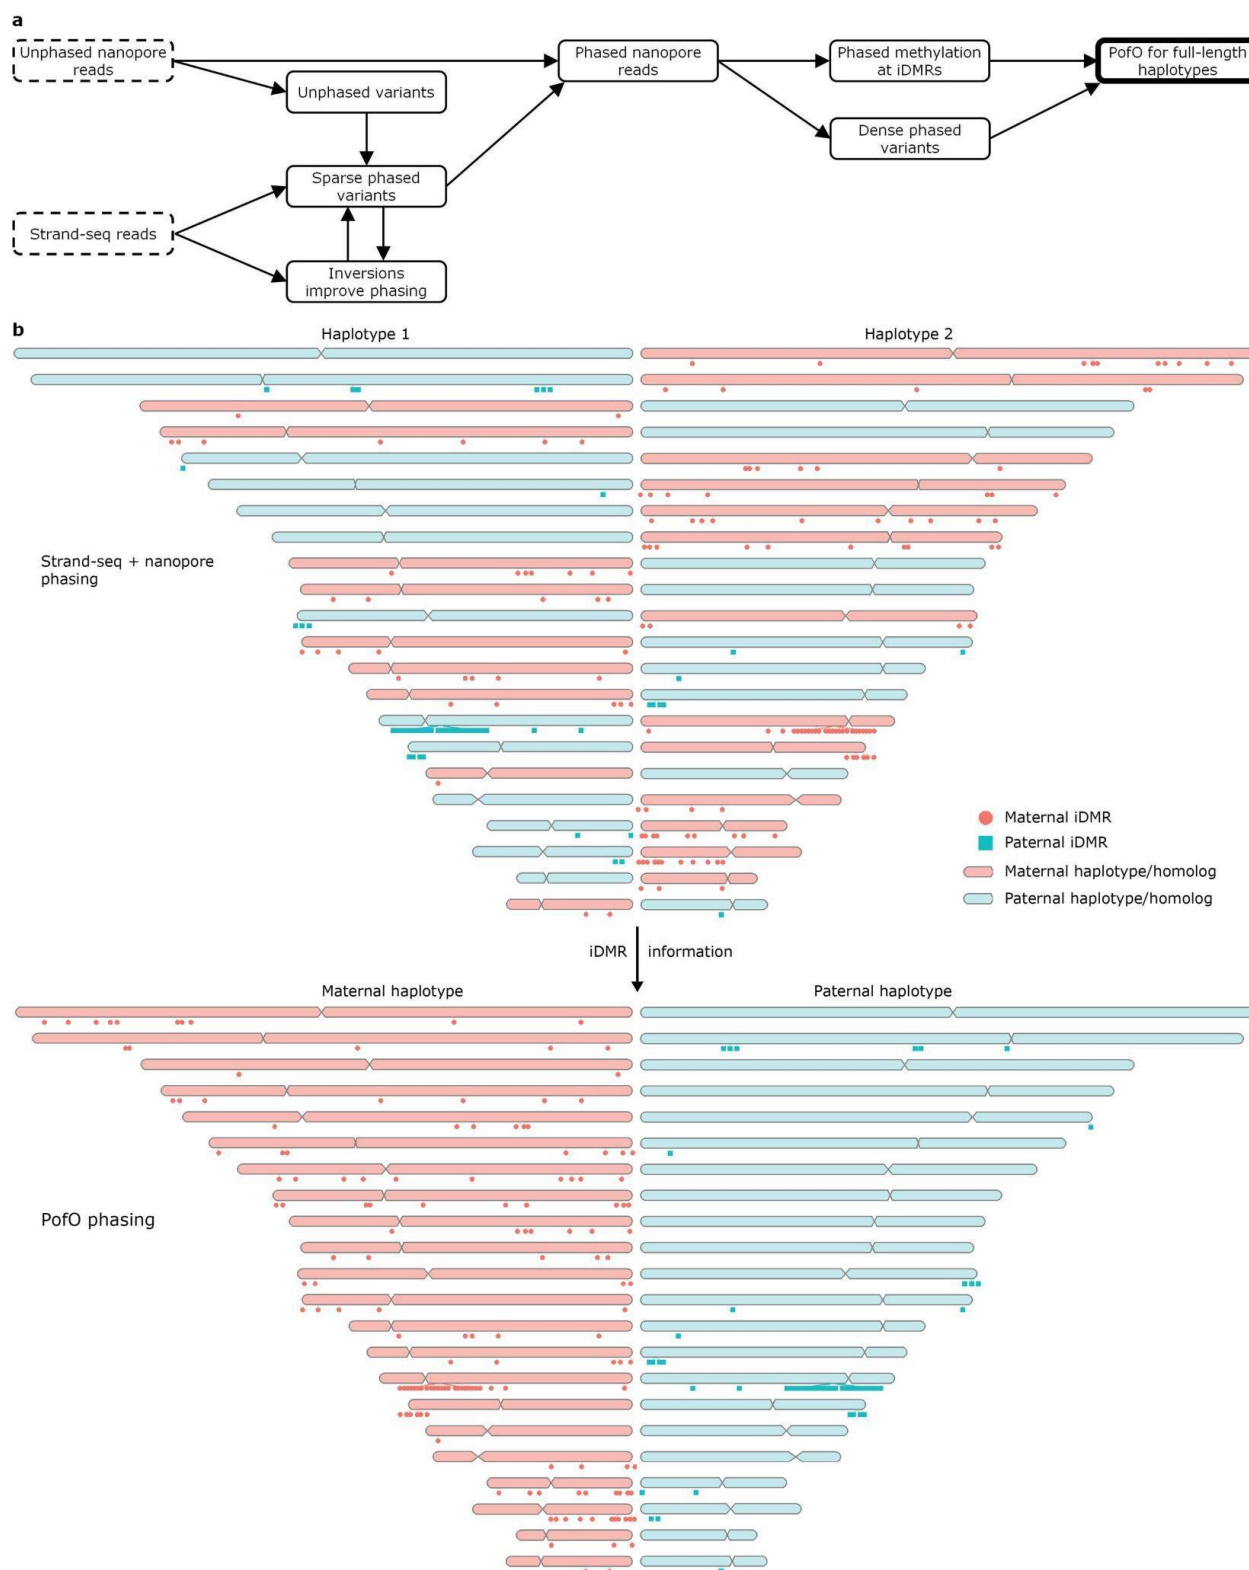 a
Unphased nanopore
reads
Unphased variants
Sparse phased
variants
Strand-seq reads
Inversions
improve phasing
Phased nanopore
reads
Phased methylation
at iDMRs
Dense phased
variants
PofO for full-length
haplotypes
b
Haplotype 1
Haplotype 2
Strand-seq + nanopore
phasing
Maternal iDMR
Paternal iDMR
Maternal haplotype/homolog
Paternal haplotype/homolog
iDMR information
Maternal haplotype
Paternal haplotype
PofO phasing